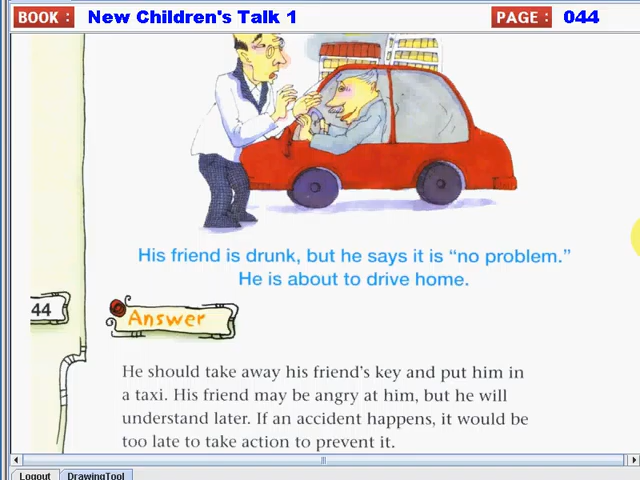 BOOK : New Children's Talk 1 PAGE : 044
His friend is drunk, but he says it is “no problem.”
He is about to drive home.
44
Answer
He should take away his friend's key and put him in
a taxi. His friend may be angry at him, but he will
understand later. If an accident happens, it would be
too late to take action to prevent it.
Logout DrawingTool